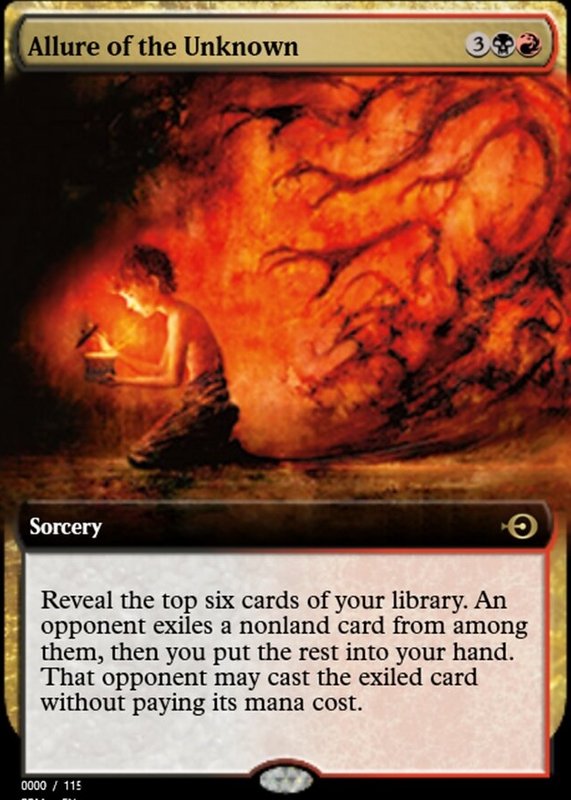 Allure of the Unknown 3
Sorcery
Reveal the top six cards of your library. An
opponent exiles a nonland card from among
them, then you put the rest into your hand.
That opponent may cast the exiled card
without paying its mana cost.
0000 / 115